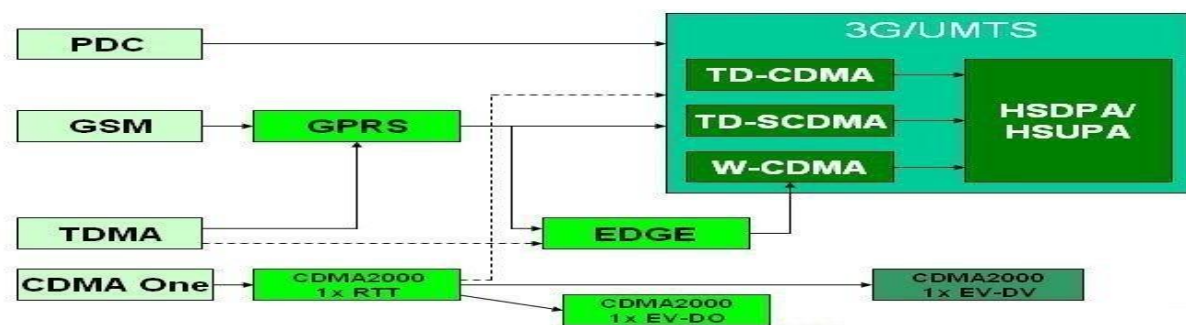 3G/UMTS
PDC
TD-CDMA
GSM
GPRS
TD-SCDMA
HSDPA/
HSUPA
W-CDMA
TDMA
EDGE
CDMA One
CDMA2000
1x RTT
CDMA2000
1x EV-DV
CDMA2000
1x EV-DO